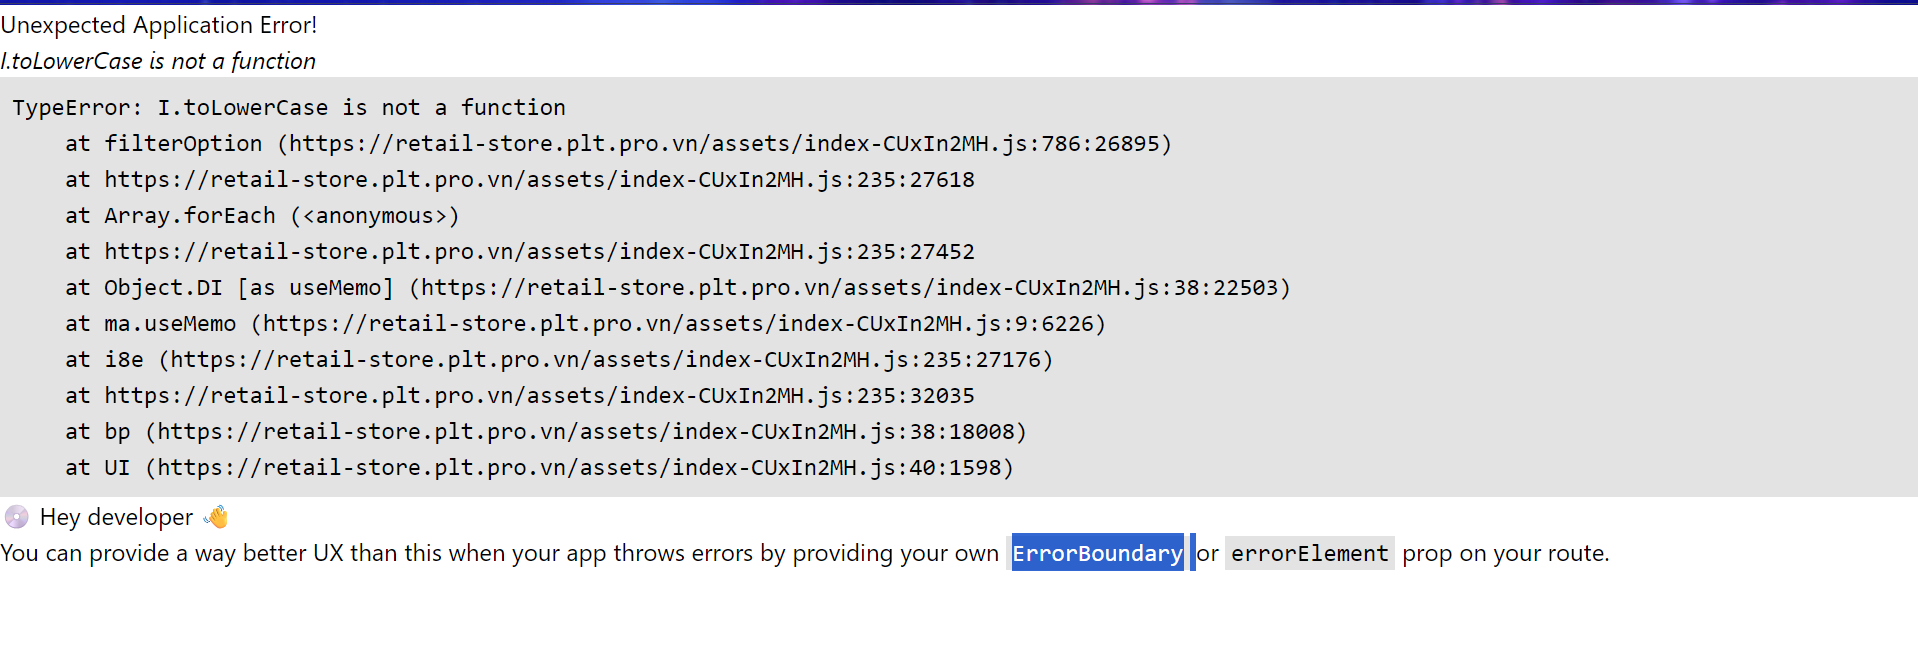 Unexpected Application Error!
I.toLowerCase is not a function
TypeError: I.toLowerCase is not a function
at filterOption (https://retail-store.plt.pro.vn/assets/index-CUxIn2MH.js:786:26895)
at https://retail-store.plt.pro.vn/assets/index-CUxIn2MH.js:235:27618
at Array.forEach (<anonymous>)
at https://retail-store.plt.pro.vn/assets/index-CUxIn2MH.js:235:27452
at Object.DI [as useMemo] (https://retail-store.plt.pro.vn/assets/index-CUxIn2MH.js:38:22503)
at ma.useMemo (https://retail-store.plt.pro.vn/assets/index-CUxIn2MH.js:9:6226)
at i8e (https://retail-store.plt.pro.vn/assets/index-CUxIn2MH.js:235:27176)
at https://retail-store.plt.pro.vn/assets/index-CUxIn2MH.js:235:32035
at bp (https://retail-store.plt.pro.vn/assets/index-CUxIn2MH.js:38:18008)
at UI (https://retail-store.plt.pro.vn/assets/index-CUxIn2MH.js:40:1598)
💿 Hey developer 👋
You can provide a way better UX than this when your app throws errors by providing your own ErrorBoundary or errorElement prop on your route.